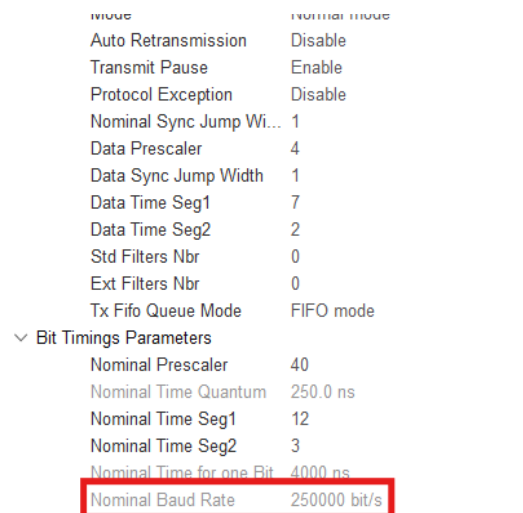 Mode Normal mode
Auto Retransmission Disable
Transmit Pause Enable
Protocol Exception Disable
Nominal Sync Jump Wi... 1
Data Prescaler 4
Data Sync Jump Width 1
Data Time Seg1 7
Data Time Seg2 2
Std Filters Nbr 0
Ext Filters Nbr 0
Tx Fifo Queue Mode FIFO mode
Bit Timings Parameters
Nominal Prescaler 40
Nominal Time Quantum 250.0 ns
Nominal Time Seg1 12
Nominal Time Seg2 3
Nominal Time for one Bit 4000 ns
Nominal Baud Rate 250000 bit/s